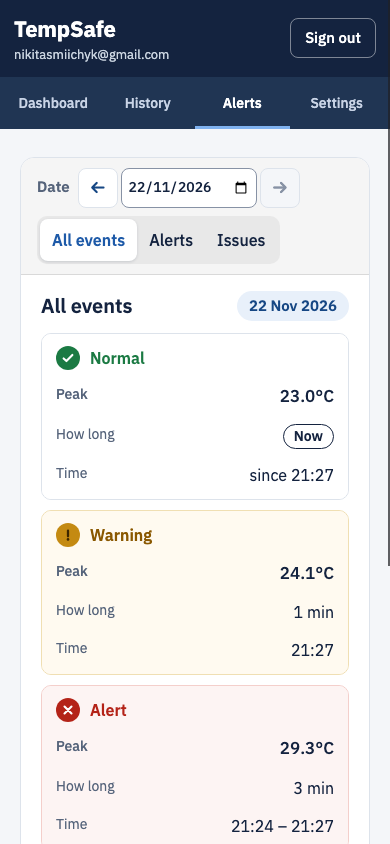 TempSafe
nikitasmiichyk@gmail.com
Sign out
Dashboard History Alerts Settings
Date ← 22/11/2026 →
All events Alerts Issues
All events 22 Nov 2026
Normal
Peak 23.0°C
How long Now
Time since 21:27
! Warning
Peak 24.1°C
How long 1 min
Time 21:27
Alert
Peak 29.3°C
How long 3 min
Time 21:24 – 21:27